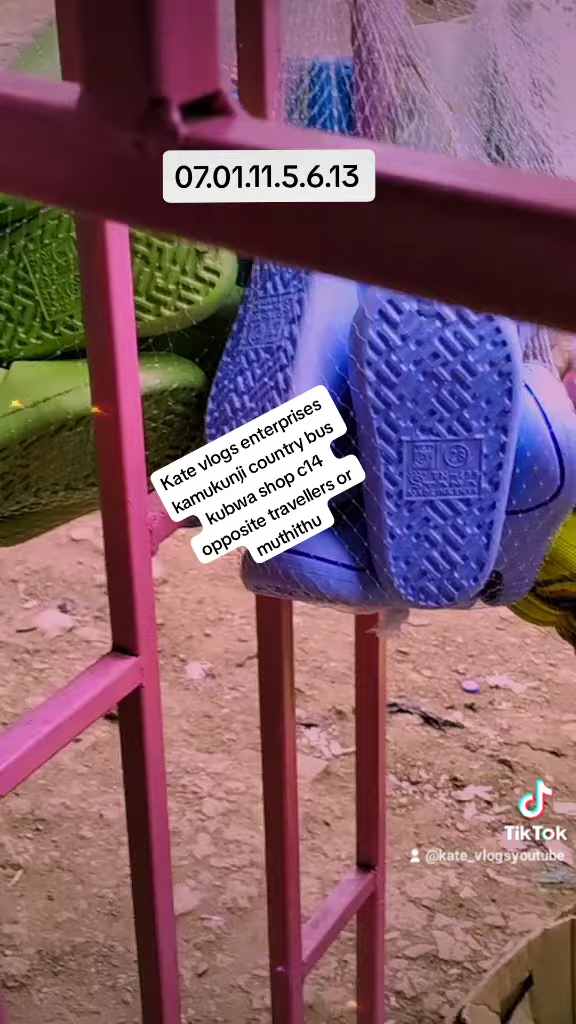 07.01.11.5.6.13
Kate vlogs enterprises
kamukunji country bus
kubwa shop c14
opposite travellers or
muthithu
TikTok
@kate_vlogsyoutube